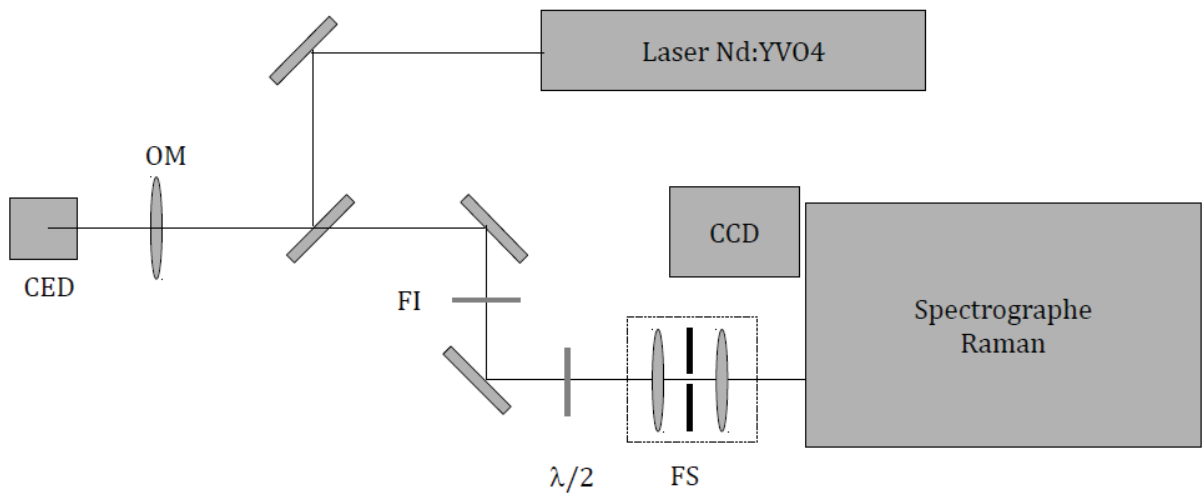 Laser Nd:YVO4
OM
CCD
CED
FI
Spectrographe
Raman
λ/2
FS